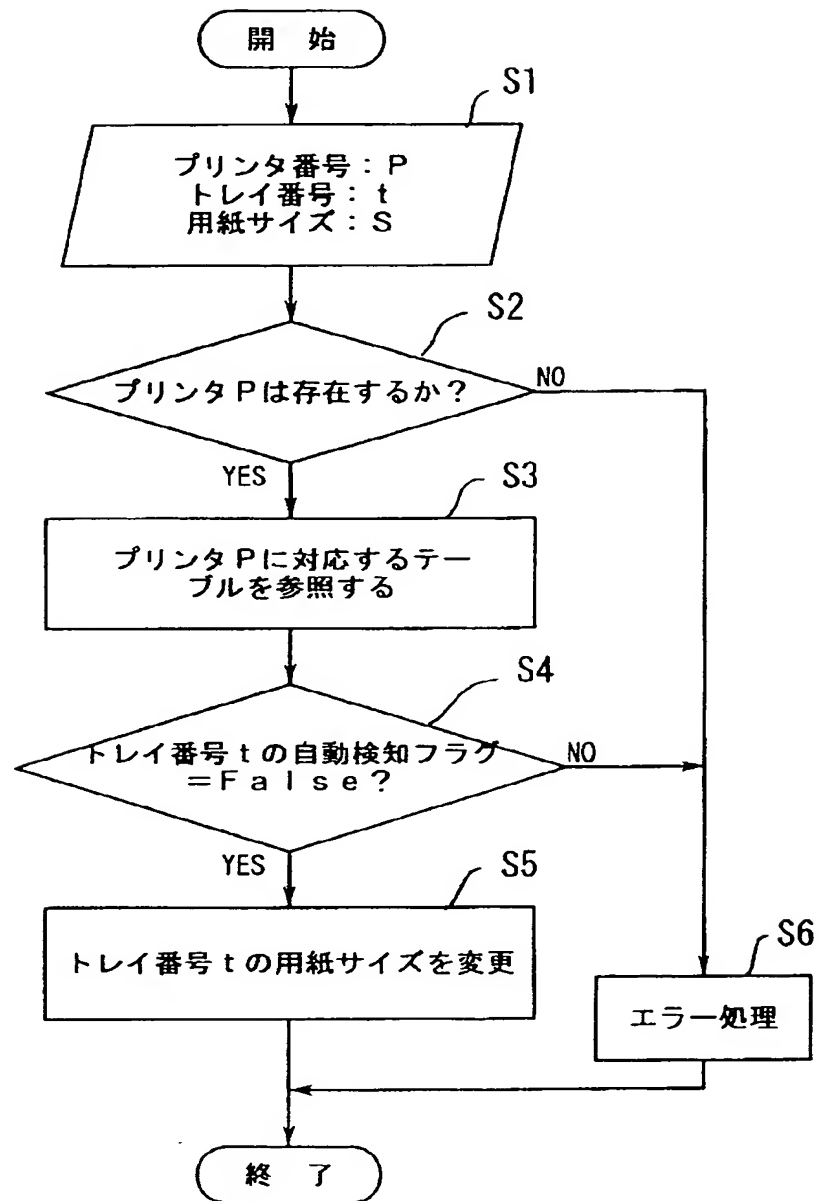 開 始
S1
プリンタ番号：P
トレイ番号：t
用紙サイズ：S
S2
プリンタPは存在するか？
NO
YES
S3
プリンタPに対応するテー
ブルを参照する
S4
トレイ番号tの自動検知フラグ
＝False？
NO
YES
S5
トレイ番号tの用紙サイズを変更
S6
エラー処理
終 了